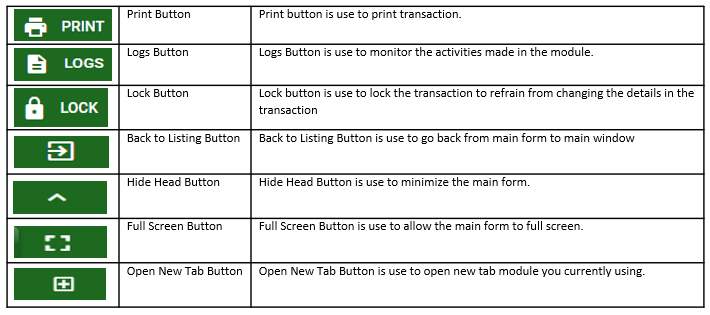 PRINT Print Button Print button is use to print transaction.
LOGS Logs Button Logs Button is use to monitor the activities made in the module.
LOCK Lock Button Lock button is use to lock the transaction to refrain from changing the details in the
transaction
Back to Listing Button Back to Listing Button is use to go back from main form to main window
Hide Head Button Hide Head Button is use to minimize the main form.
Full Screen Button Full Screen Button is use to allow the main form to full screen.
Open New Tab Button Open New Tab Button is use to open new tab module you currently using.